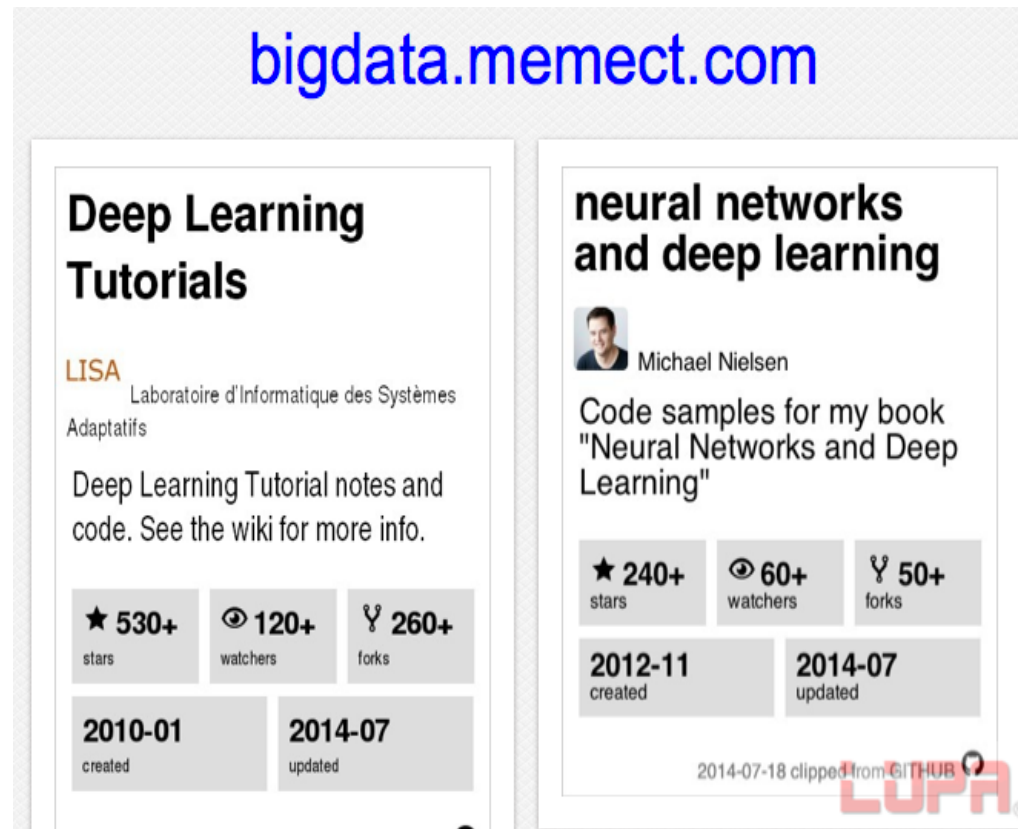 bigdata.memect.com
Deep Learning
Tutorials
LISA
Laboratoire d'Informatique des Systèmes
Adaptatifs
Deep Learning Tutorial notes and
code. See the wiki for more info.
530+
stars
120+
watchers
260+
forks
2010-01
created
2014-07
updated
neural networks
and deep learning
Michael Nielsen
Code samples for my book
"Neural Networks and Deep
Learning"
240+
stars
60+
watchers
50+
forks
2012-11
created
2014-07
updated
2014-07-18 clipped from GITHUB
LUPA